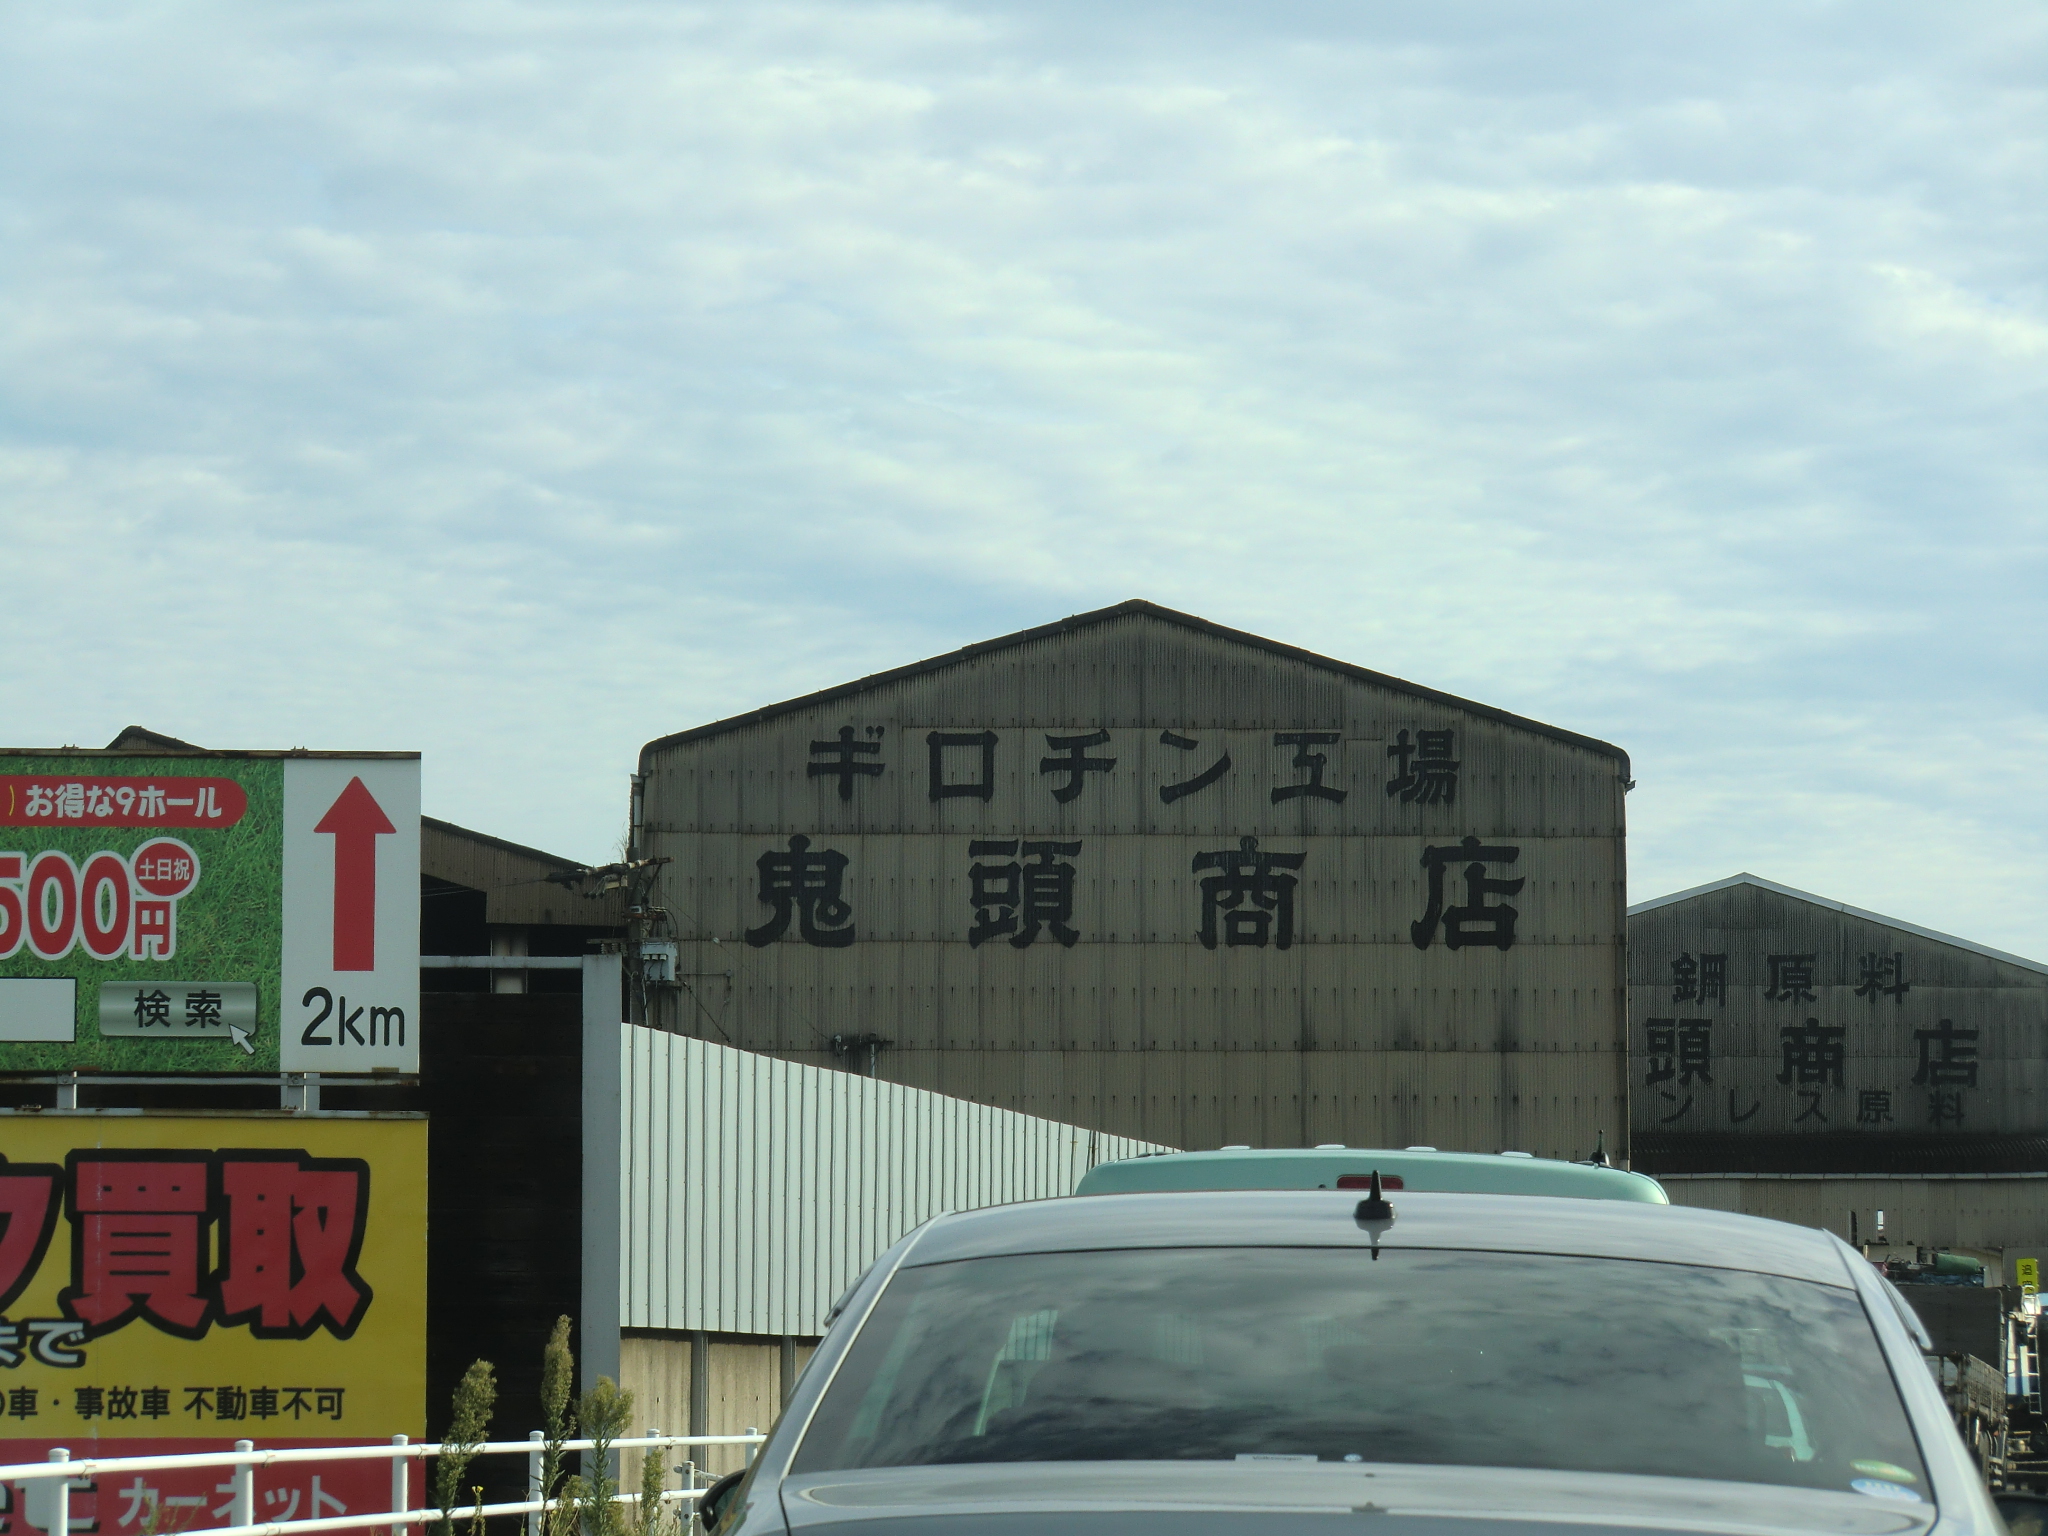 お得な9ホール
500円
土日祝
検索
2km
買取
まで
車・事故車 不動車不可
カーネット
ギロチン工場
鬼頭商店
鋼原料
頭商店
ンレス原料